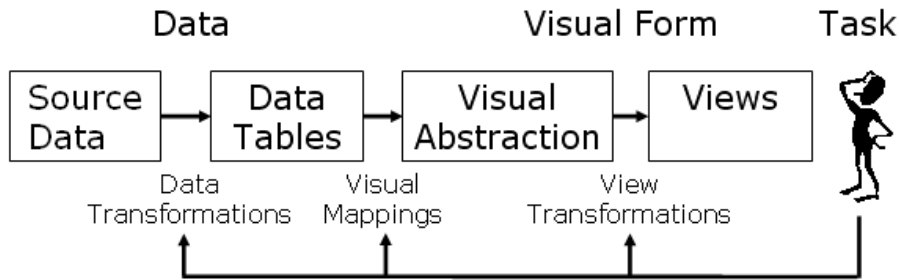 Data
Visual Form
Task
Source
Data
Data
Tables
Visual
Abstraction
Views
Data
Transformations
Visual
Mappings
View
Transformations